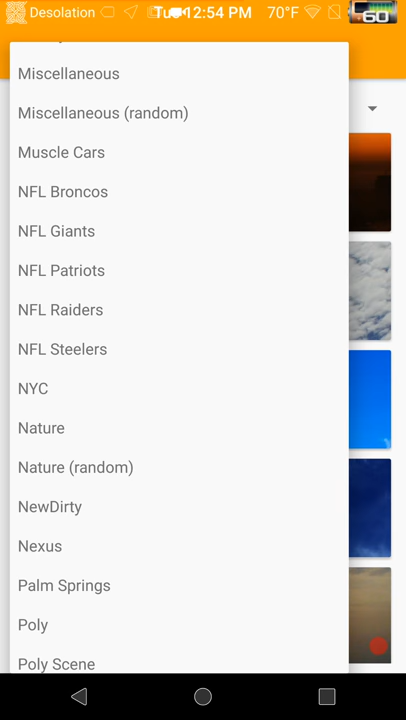 Desolation Tue 12:54 PM 70°F 60
Miscellaneous
Miscellaneous (random)
Muscle Cars
NFL Broncos
NFL Giants
NFL Patriots
NFL Raiders
NFL Steelers
NYC
Nature
Nature (random)
NewDirty
Nexus
Palm Springs
Poly
Poly Scene